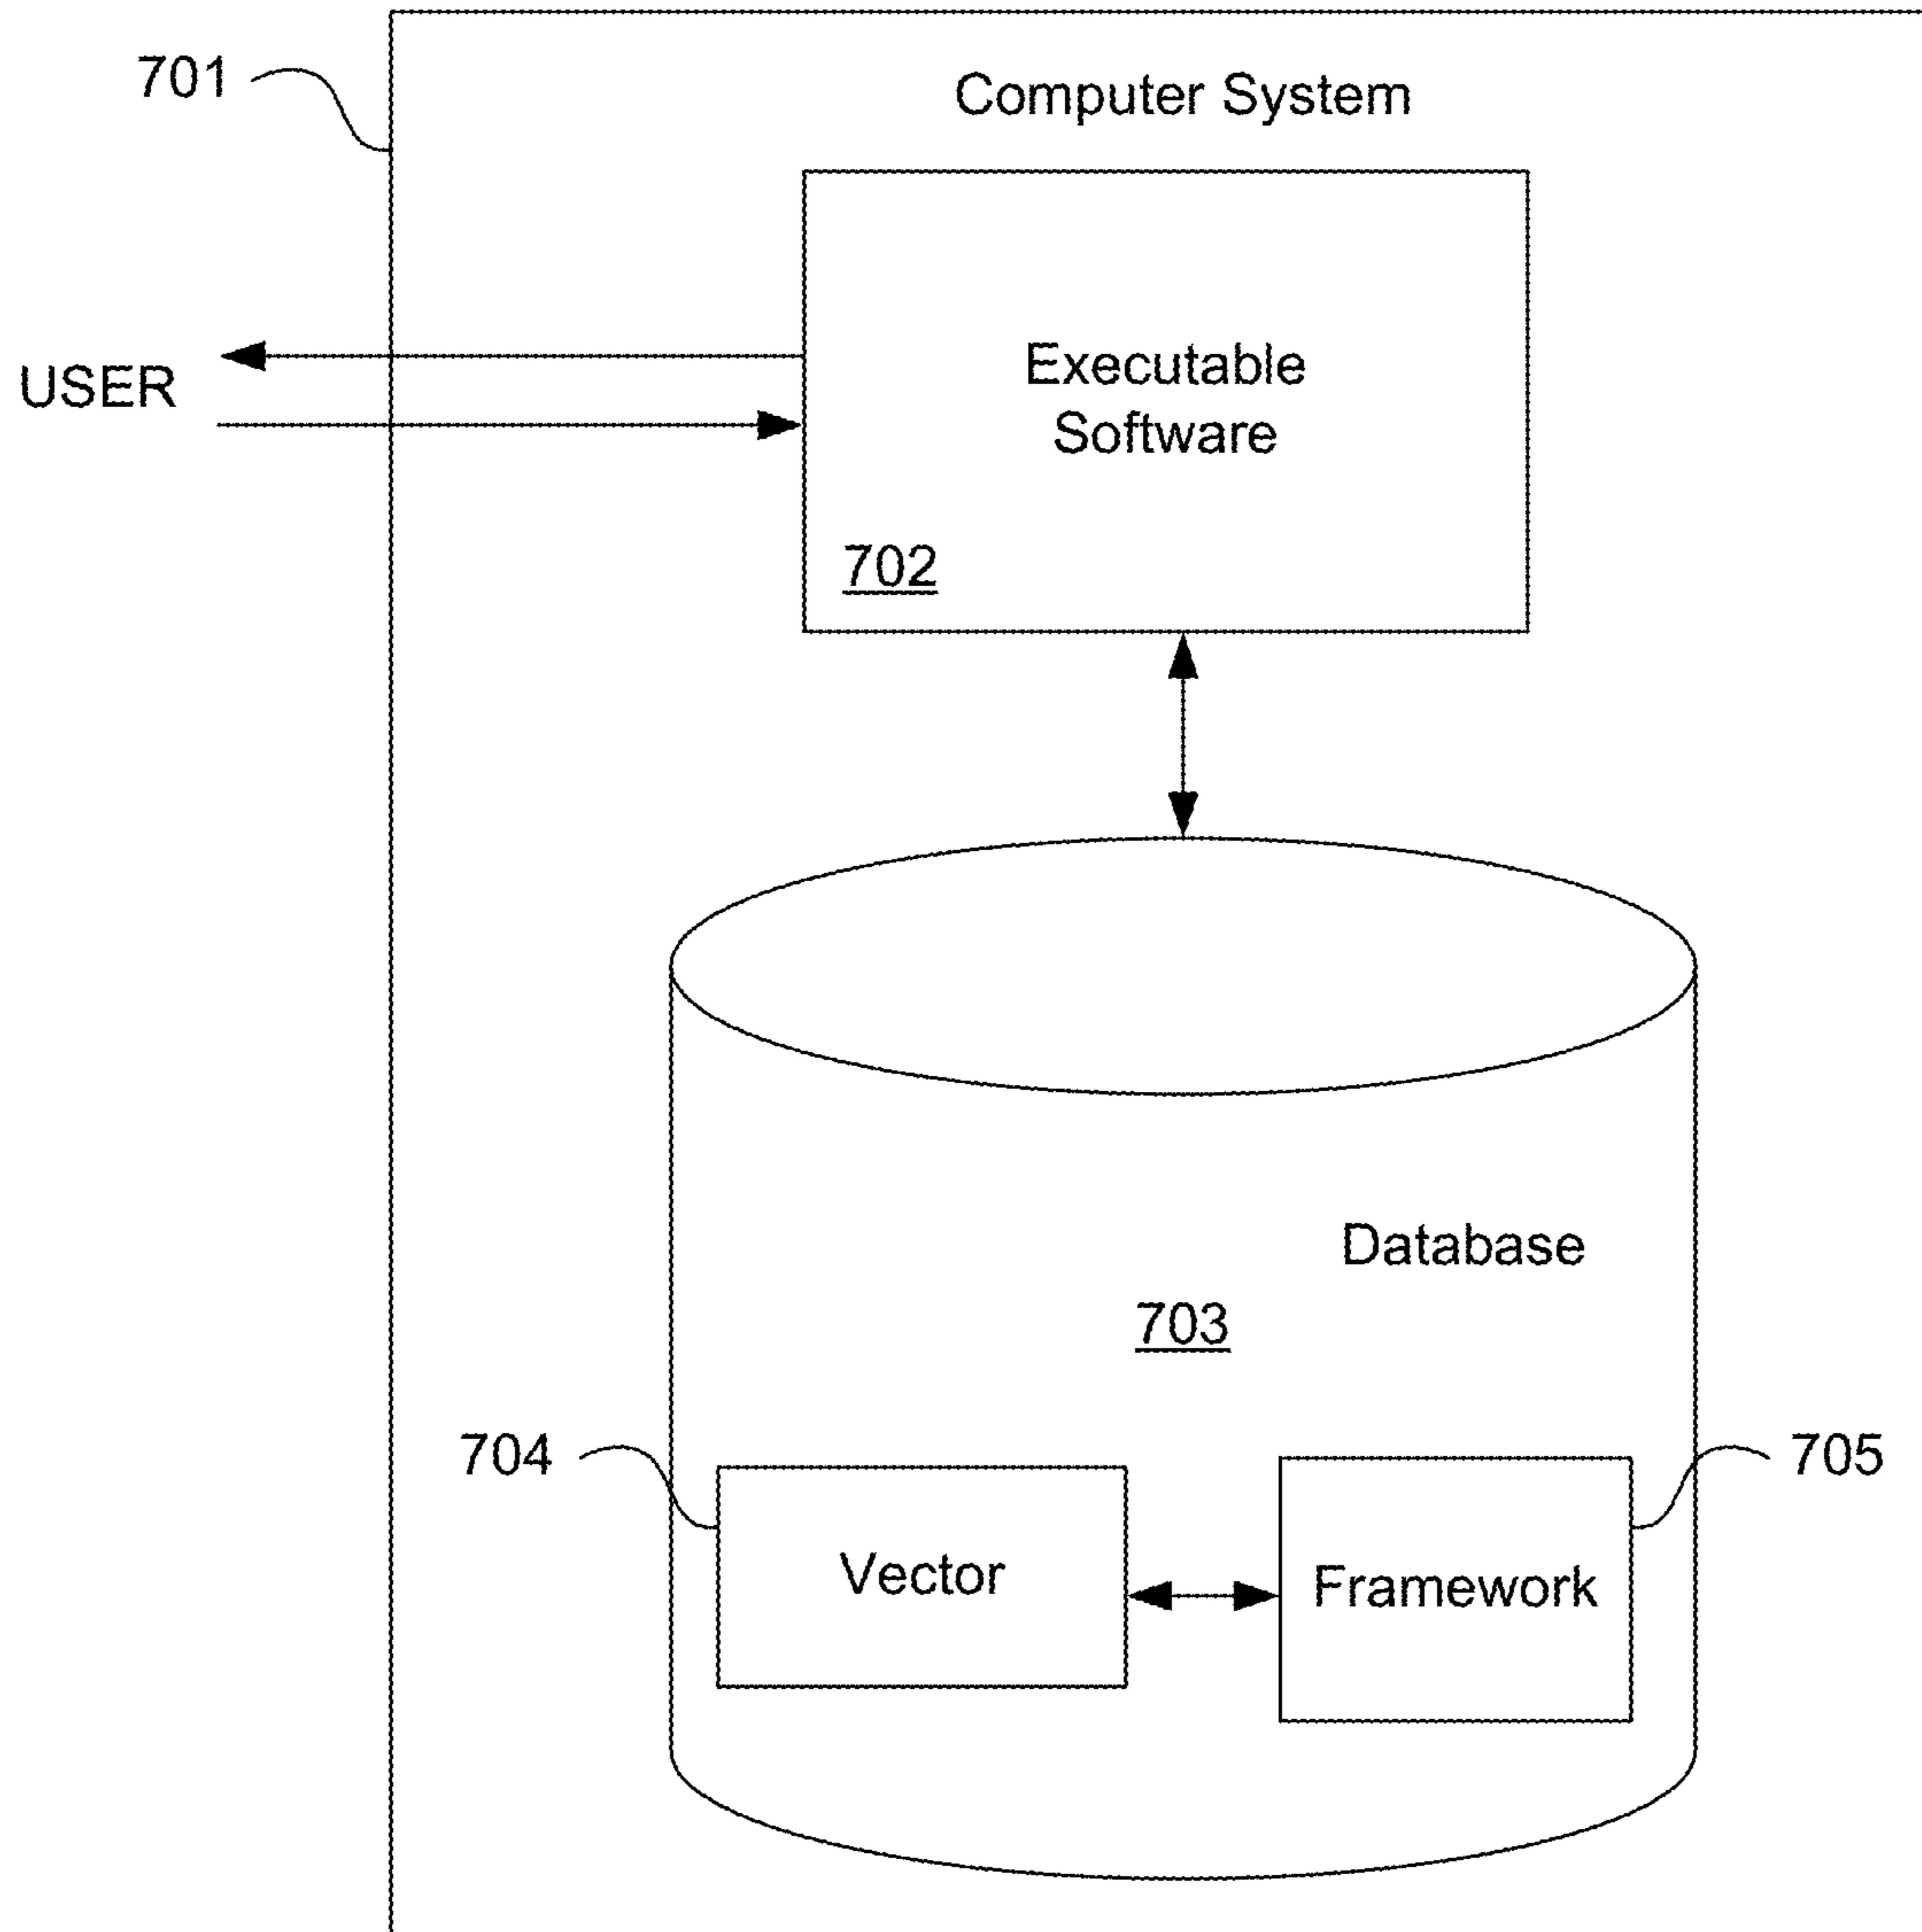 701
Computer System
USER
Executable
Software
702
Database
703
704
705
Vector
Framework